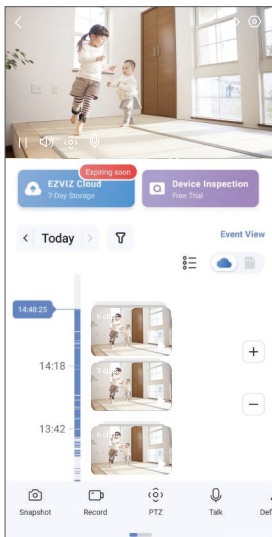 Expiring soon
EZVIZ Cloud
7-Day Storage
Device Inspection
Free Trial
Today
Event View
14:48:25
14:18
13:42
Snapshot
Record
PTZ
Talk